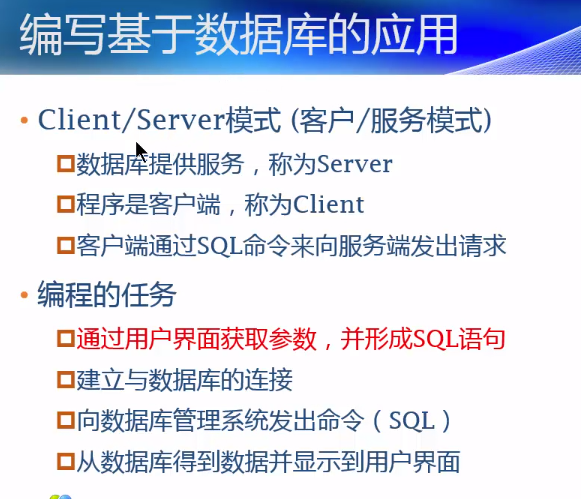 编写基于数据库的应用
• Client/Server模式 (客户/服务模式)
数据库提供服务，称为Server
程序是客户端，称为Client
客户端通过SQL命令来向服务端发出请求
• 编程的任务
通过用户界面获取参数，并形成SQL语句
建立与数据库的连接
向数据库管理系统发出命令（SQL）
从数据库得到数据并显示到用户界面